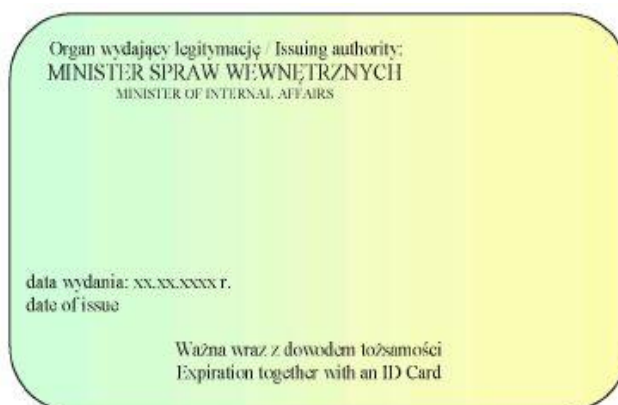 Organ wydający legitymację / Issuing authority:
MINISTER SPRAW WEWNĘTRZNYCH
MINISTER OF INTERNAL AFFAIRS
data wydania: xx.xx.xxxx r.
date of issue
Ważna wraz z dowodem tożsamości
Expiration together with an ID Card